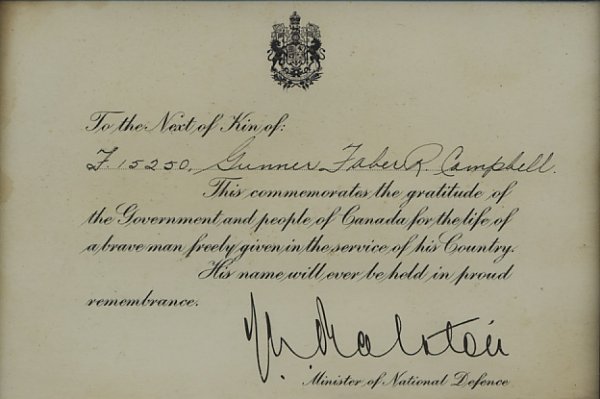 To the Next of Kin of:
F. 15250, Gunner Faber R. Campbell.
This commemorates the gratitude of
the Government and people of Canada for the life of
a brave man freely given in the service of his Country.
His name will ever be held in proud
remembrance.
Ralston
Minister of National Defence